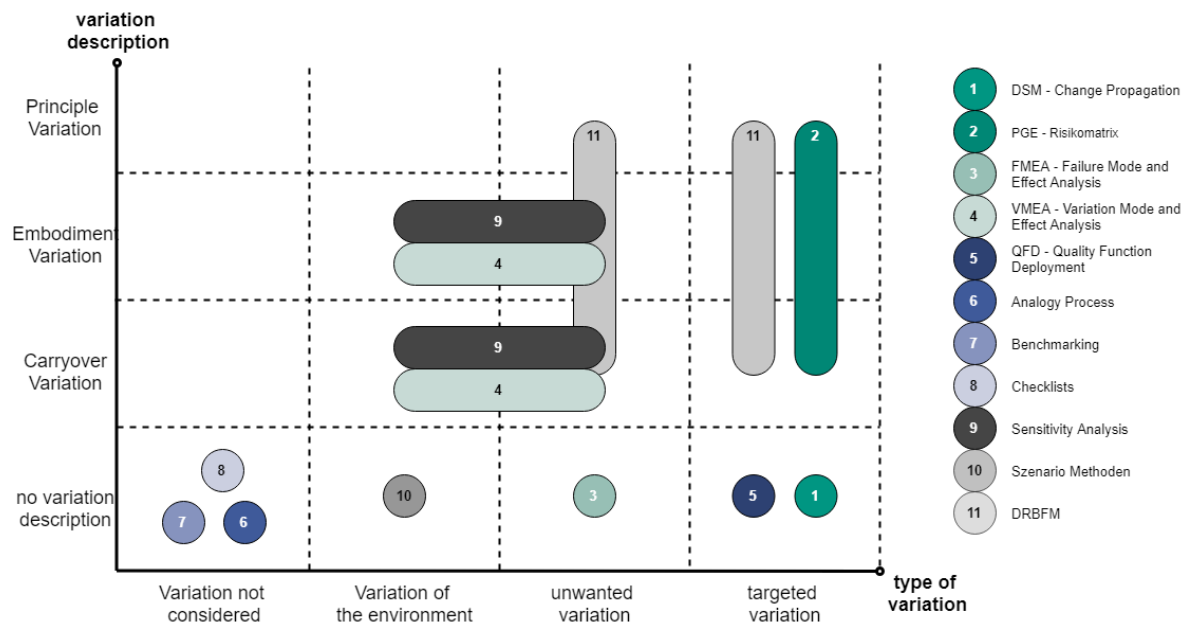 variation
description
Principle
Variation
Embodiment
Variation
Carryover
Variation
no variation
description
11
11
2
9
4
9
4
8
7
6
10
3
5
1
Variation not
considered
Variation of
the environment
unwanted
variation
targeted
variation
type of
variation
1 DSM - Change Propagation
2 PGE - Risikomatrix
3 FMEA - Failure Mode and
Effect Analysis
4 VMEA - Variation Mode and
Effect Analysis
5 QFD - Quality Function
Deployment
6 Analogy Process
7 Benchmarking
8 Checklists
9 Sensitivity Analysis
10 Szenario Methoden
11 DRBFM